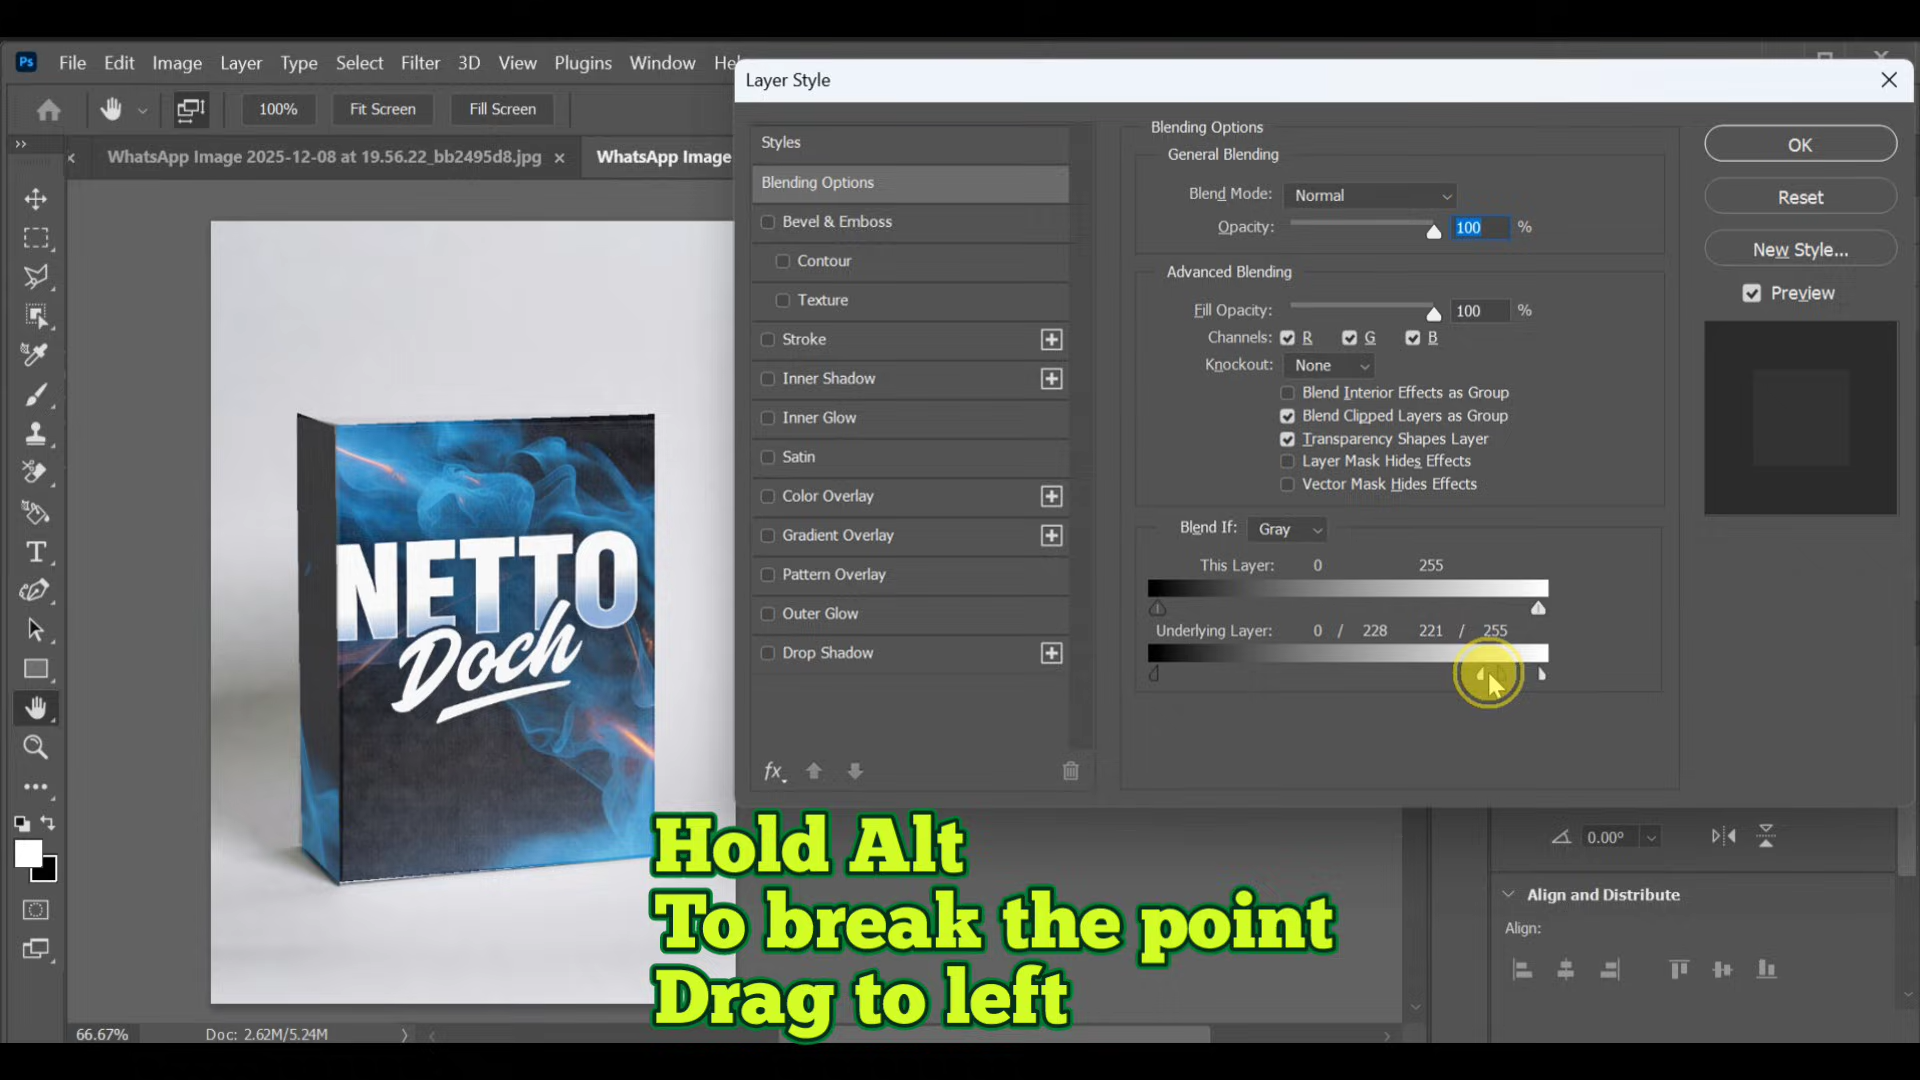 Ps File Edit Image Layer Type Select Filter 3D View Plugins Window Hel
Layer Style
100% Fit Screen Fill Screen
WhatsApp Image 2025-12-08 at 19.56.22_bb2495d8.jpg × WhatsApp Image
NETTO
Doch
Styles
Blending Options
Bevel & Emboss
Contour
Texture
Stroke
Inner Shadow
Inner Glow
Satin
Color Overlay
Gradient Overlay
Pattern Overlay
Outer Glow
Drop Shadow
fx
Blending Options
General Blending
Blend Mode: Normal
Opacity: 100 %
Advanced Blending
Fill Opacity: 100 %
Channels: R G B
Knockout: None
Blend Interior Effects as Group
Blend Clipped Layers as Group
Transparency Shapes Layer
Layer Mask Hides Effects
Vector Mask Hides Effects
Blend If: Gray
This Layer: 0 255
Underlying Layer: 0 / 228 221 / 255
OK
Reset
New Style...
Preview
Hold Alt
To break the point
Drag to left
0.00°
Align and Distribute
Align:
66.67% Doc: 2.62M/5.24M